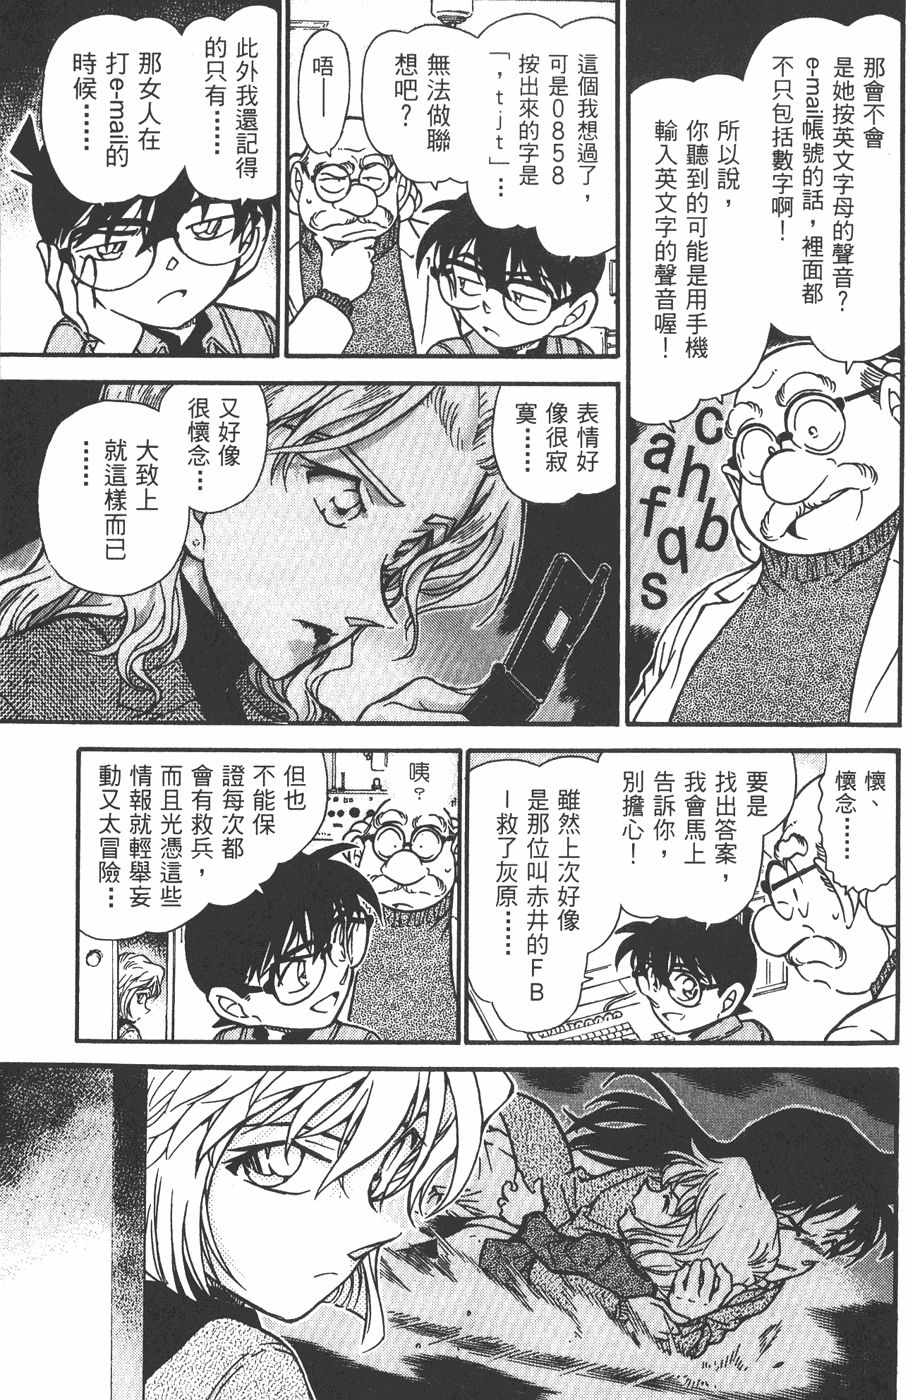 那會不會
是她按英文字母的聲音?
e-mail帳號的話,裡面都
不只包括數字啊!
所以說,
你聽到的可能是用手機
輸入英文字的聲音喔!
c
a h
f q b
s
這個我想過了,
可是0858
按出來的字是
「,tjt」…
無法做聯
想吧?
唔—
此外我還記得
的只有……
那女人在
打e-mail的
時候……
表情好
像很寂
寞…
又好像
很懷念…
大致上
就這樣而已
……
懷、
懷念……
要是
找出答案,
我會馬上
告訴你,
別擔心!
雖然上次好像
是那位叫赤井的FB
I救了灰原……
咦?
但也
不能保
證每次都
會有救兵,
而且光憑這些
情報就輕舉妄
動又太冒險…